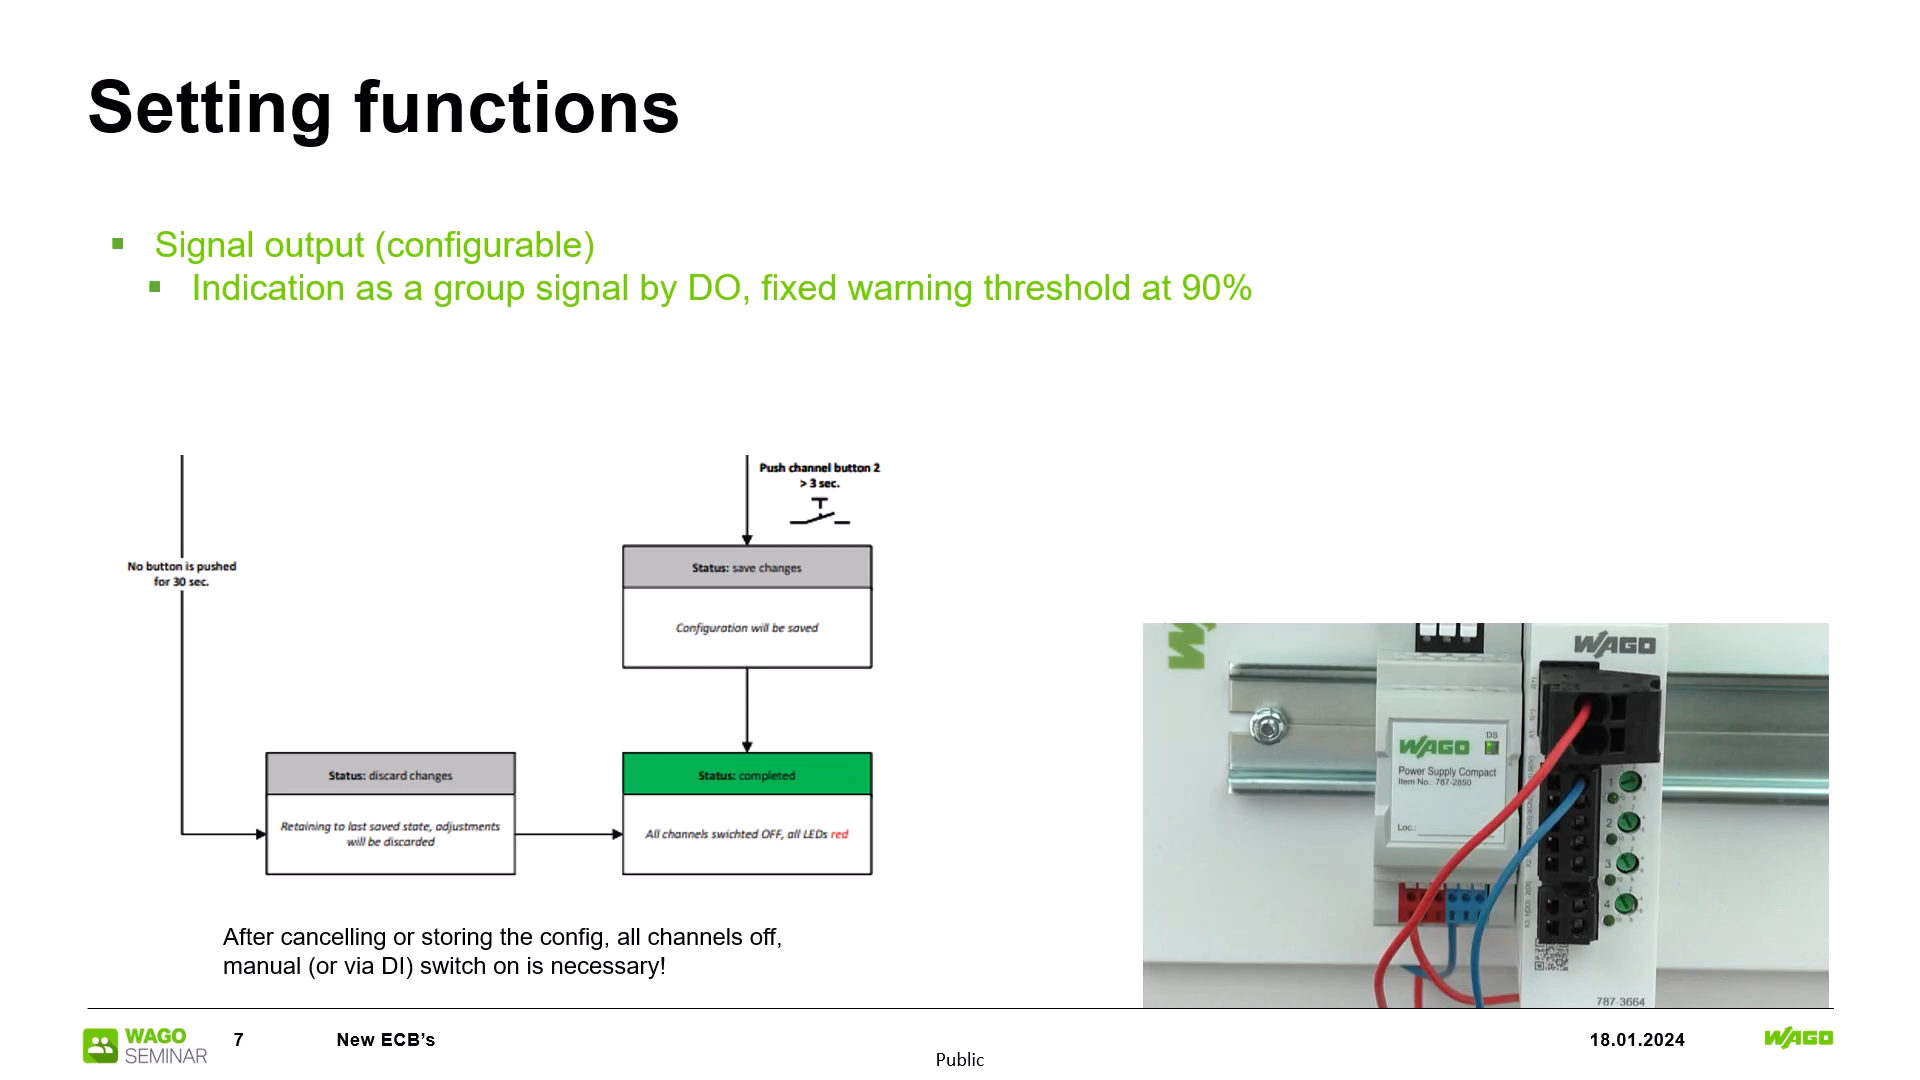 Setting functions
Signal output (configurable)
Indication as a group signal by DO, fixed warning threshold at 90%
Push channel button 2
> 3 sec.
No button is pushed
for 30 sec.
Status: save changes
Configuration will be saved
Status: discard changes
Retaining to last saved state, adjustments
will be discarded
Status: completed
All channels swichted OFF, all LEDs red
After cancelling or storing the config, all channels off,
manual (or via DI) switch on is necessary!
WAGO
WAGO
DS
Power Supply Compact
Item No.: 787-2850
Loc.:
1
2
3
4
787-3664
WAGO
SEMINAR
7
New ECB’s
Public
18.01.2024
WAGO